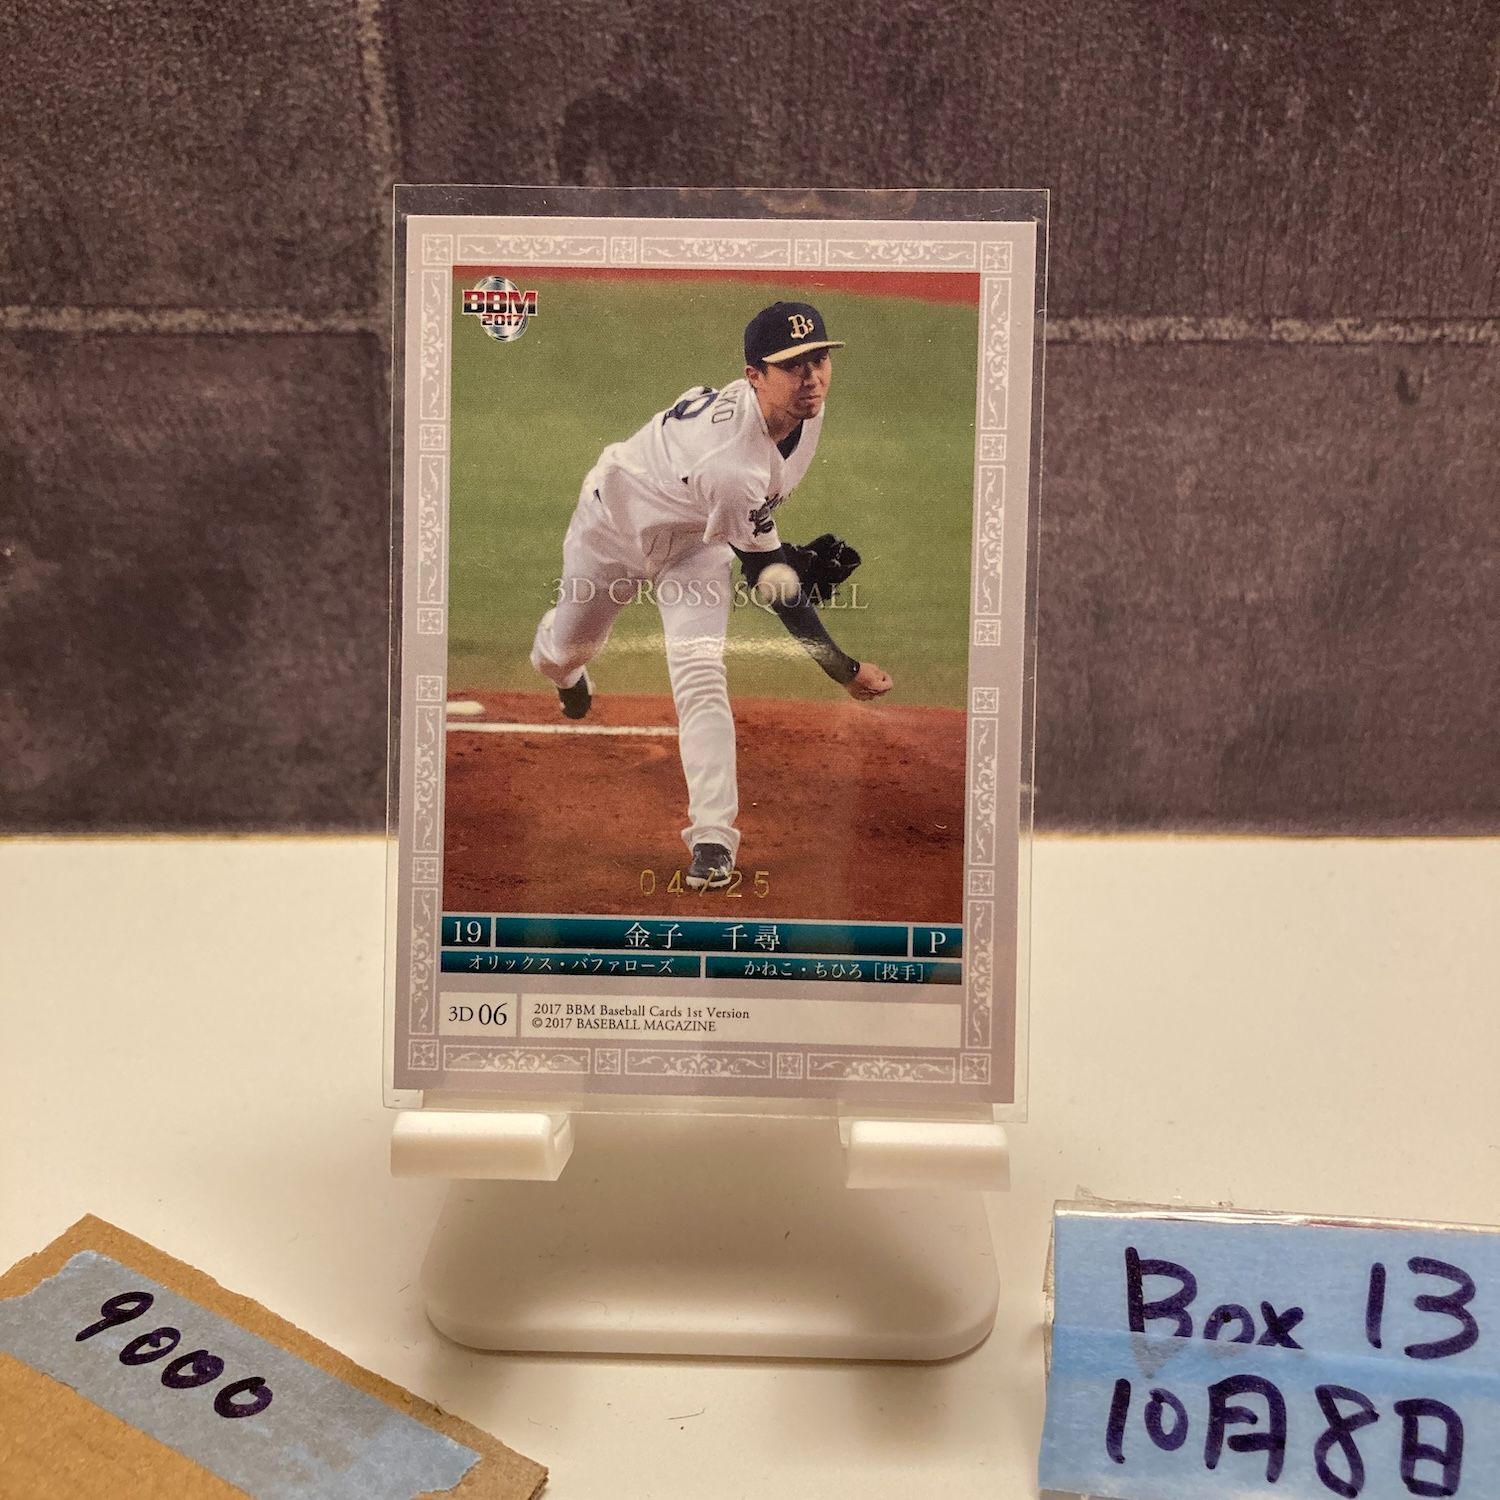 BBM
2017
Bs
3D CROSS SQUALL
04/25
19 金子 千尋 P
オリックス・バファローズ かねこ・ちひろ [投手]
3D 06
2017 BBM Baseball Cards 1st Version
© 2017 BASEBALL MAGAZINE
9000
Box 13
10月8日